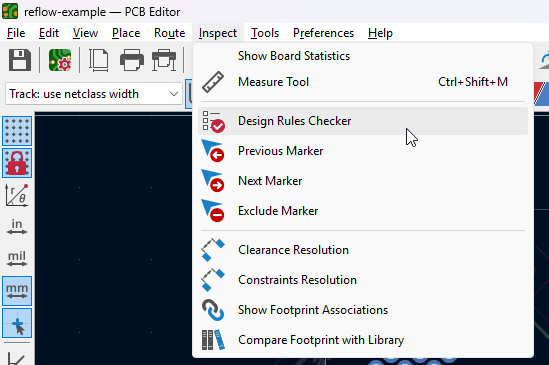 reflow-example — PCB Editor
File Edit View Place Route Inspect Tools Preferences Help
Track: use netclass width
Show Board Statistics
Measure Tool Ctrl+Shift+M
Design Rules Checker
Previous Marker
Next Marker
Exclude Marker
Clearance Resolution
Constraints Resolution
Show Footprint Associations
Compare Footprint with Library
r
θ
in
mil
mm